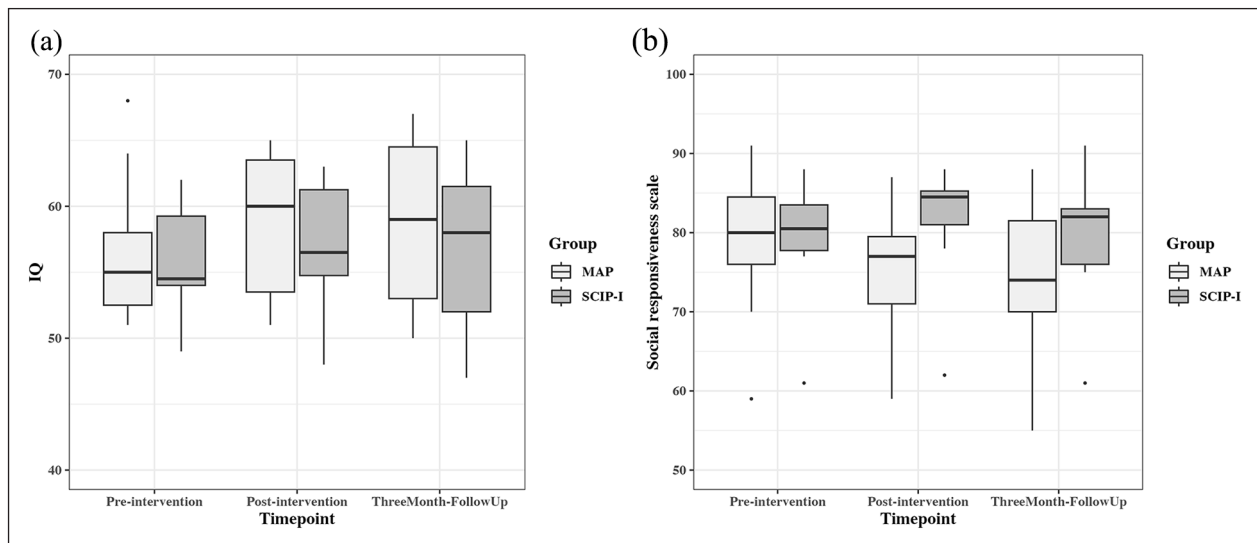 (a)
70
60
50
40
IQ
Pre-intervention Post-intervention ThreeMonth-FollowUp
Timepoint
Group
MAP
SCIP-I
(b)
100
90
80
70
60
50
Social responsiveness scale
Pre-intervention Post-intervention ThreeMonth-FollowUp
Timepoint
Group
MAP
SCIP-I